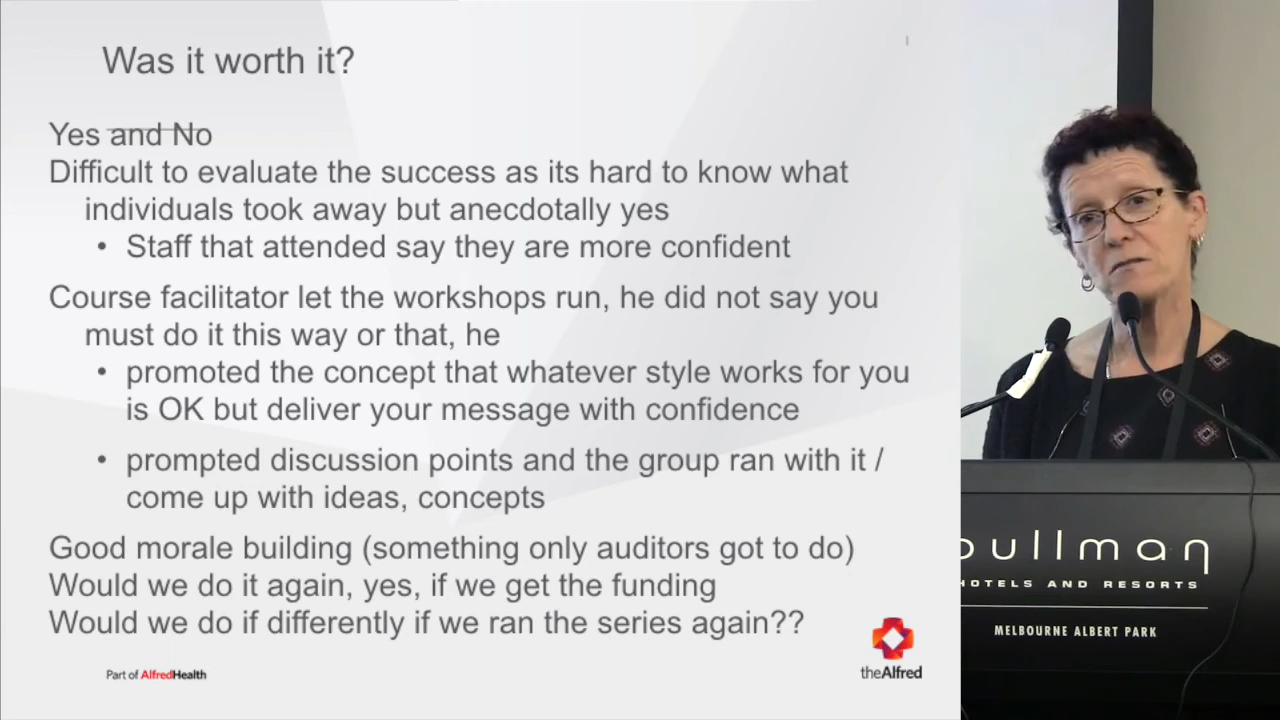 Was it worth it?
Yes and No
Difficult to evaluate the success as its hard to know what
individuals took away but anecdotally yes
• Staff that attended say they are more confident
Course facilitator let the workshops run, he did not say you
must do it this way or that, he
• promoted the concept that whatever style works for you
is OK but deliver your message with confidence
• prompted discussion points and the group ran with it /
come up with ideas, concepts
Good morale building (something only auditors got to do)
Would we do it again, yes, if we get the funding
Would we do if differently if we ran the series again??
Part of AlfredHealth
theAlfred
pullman
HOTELS AND RESORTS
MELBOURNE ALBERT PARK